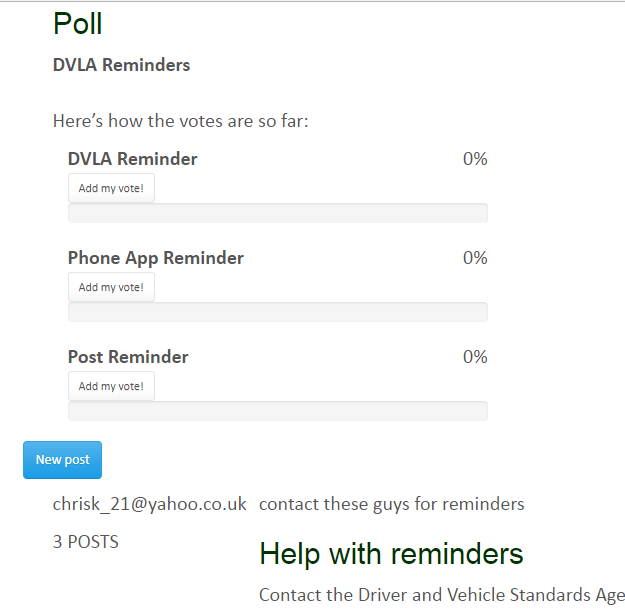 Poll
DVLA Reminders
Here's how the votes are so far:
DVLA Reminder 0%
Add my vote!
Phone App Reminder 0%
Add my vote!
Post Reminder 0%
Add my vote!
New post
chrisk_21@yahoo.co.uk contact these guys for reminders
3 POSTS
Help with reminders
Contact the Driver and Vehicle Standards Age